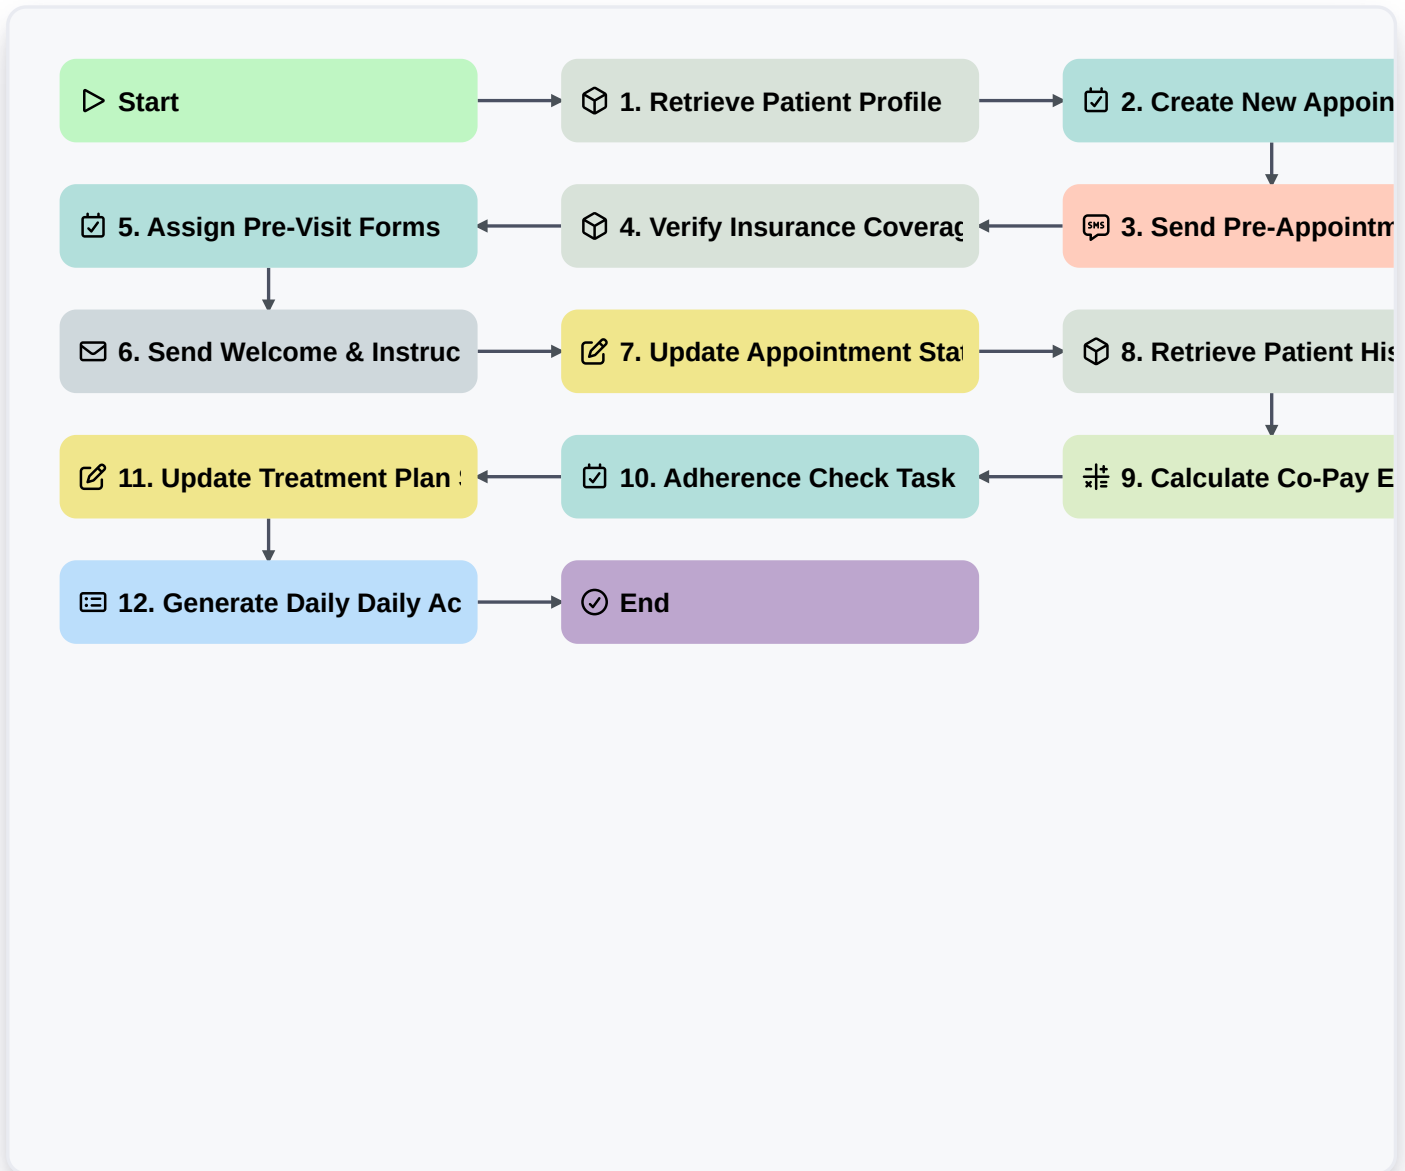 Start
1. Retrieve Patient Profile
2. Create New Appoin
5. Assign Pre-Visit Forms
4. Verify Insurance Coverag
3. Send Pre-Appointm
SMS
6. Send Welcome & Instruc
7. Update Appointment Stat
8. Retrieve Patient His
11. Update Treatment Plan
10. Adherence Check Task
9. Calculate Co-Pay E
12. Generate Daily Daily Ac
End